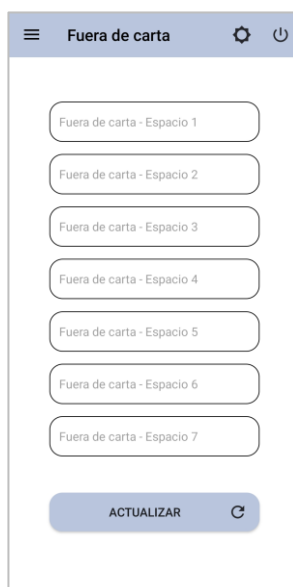 Fuera de carta
Fuera de carta - Espacio 1
Fuera de carta - Espacio 2
Fuera de carta - Espacio 3
Fuera de carta - Espacio 4
Fuera de carta - Espacio 5
Fuera de carta - Espacio 6
Fuera de carta - Espacio 7
ACTUALIZAR